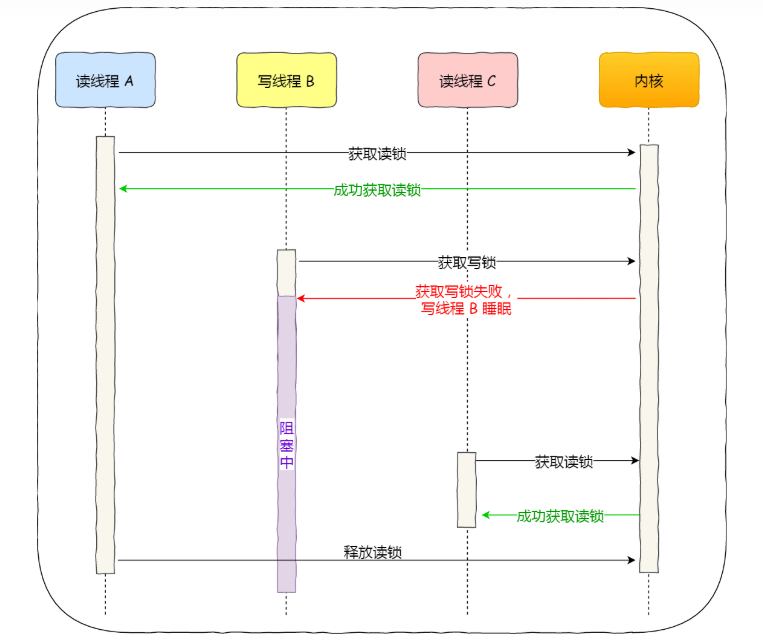 读线程 A
写线程 B
读线程 C
内核
获取读锁
成功获取读锁
获取写锁
获取写锁失败，
写线程 B 睡眠
阻
塞
中
获取读锁
成功获取读锁
释放读锁